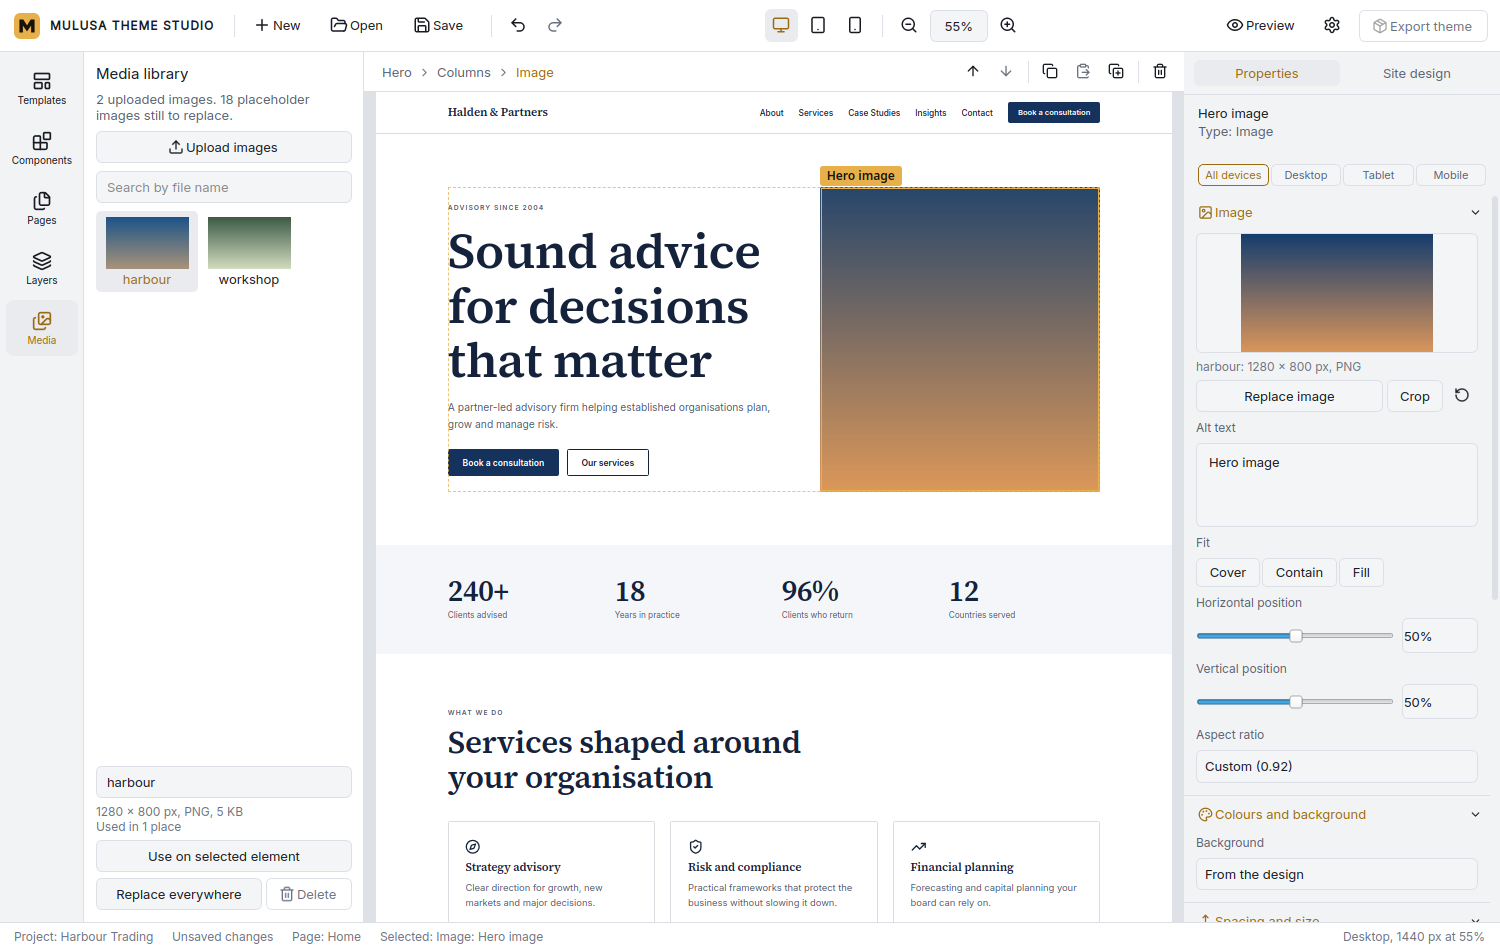 MULUSA THEME STUDIO
New
Open
Save
55%
Preview
Export theme
Templates
Components
Pages
Layers
Media
Media library
2 uploaded images. 18 placeholder
images still to replace.
Upload images
Search by file name
harbour
workshop
harbour
1280 × 800 px, PNG, 5 KB
Used in 1 place
Use on selected element
Replace everywhere
Delete
Hero > Columns > Image
Halden & Partners
About
Services
Case Studies
Insights
Contact
Book a consultation
Hero image
ADVISORY SINCE 2004
Sound advice
for decisions
that matter
A partner-led advisory firm helping established organisations plan,
grow and manage risk.
Book a consultation
Our services
240+
Clients advised
18
Years in practice
96%
Clients who return
12
Countries served
WHAT WE DO
Services shaped around
your organisation
Strategy advisory
Clear direction for growth, new
markets and major decisions.
Risk and compliance
Practical frameworks that protect the
business without slowing it down.
Financial planning
Forecasting and capital planning your
board can rely on.
Properties
Site design
Hero image
Type: Image
All devices
Desktop
Tablet
Mobile
Image
harbour: 1280 × 800 px, PNG
Replace image
Crop
Alt text
Hero image
Fit
Cover
Contain
Fill
Horizontal position
50%
Vertical position
50%
Aspect ratio
Custom (0.92)
Colours and background
Background
From the design
Spacing and size
Project: Harbour Trading
Unsaved changes
Page: Home
Selected: Image: Hero image
Desktop, 1440 px at 55%